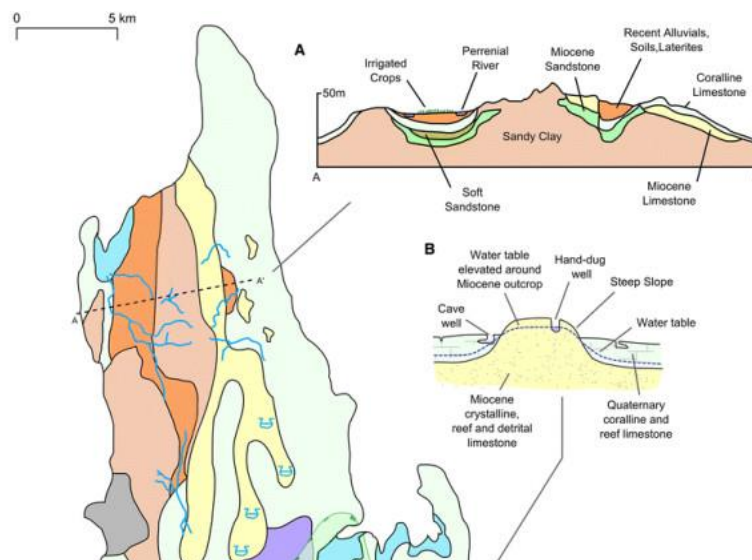 0
5 km
A
Irrigated
Crops
Perrenial
River
Miocene
Sandstone
Recent Alluvials,
Soils,Laterites
Coralline
Limestone
50m
Sandy Clay
A
Soft
Sandstone
Miocene
Limestone
A
A'
B
Water table
elevated around
Miocene outcrop
Hand-dug
well
Steep Slope
Cave
well
Water table
Miocene
crystalline,
reef and detrital
limestone
Quaternary
coralline and
reef limestone